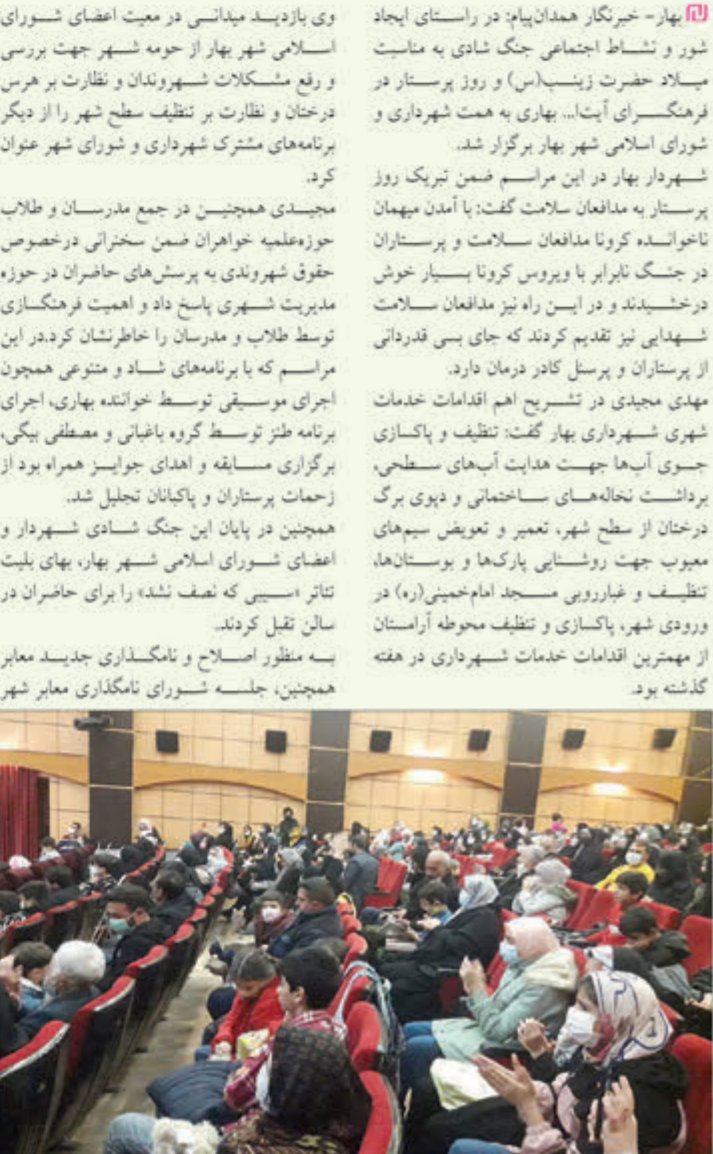 بهار- خبرنگار همدان‌پیام: در راستای ایجاد
شور و نشاط اجتماعی جنگ شادی به مناسبت
میلاد حضرت زینب(س) و روز پرستار در
فرهنگسرای آیت‌ا... بهاری به همت شهرداری و
شورای اسلامی شهر بهار برگزار شد.
شهردار بهار در این مراسم ضمن تبریک روز
پرستار به مدافعان سلامت گفت: با آمدن میهمان
ناخوانده کرونا مدافعان سلامت و پرستاران
در جنگ نابرابر با ویروس کرونا بسیار خوش
درخشیدند و در این راه نیز مدافعان سلامت
شهدایی نیز تقدیم کردند که جای بسی قدردانی
از پرستاران و پرسنل کادر درمان دارد.
مهدی مجیدی در تشریح اهم اقدامات خدمات
شهری شهرداری بهار گفت: تنظیف و پاکسازی
جوی آب‌ها جهت هدایت آب‌های سطحی،
برداشت نخاله‌های ساختمانی و دپوی برگ
درختان از سطح شهر، تعمیر و تعویض سیم‌های
معیوب جهت روشنایی پارک‌ها و بوستان‌ها،
تنظیف و غبارروبی مسجد امام‌خمینی(ره) در
ورودی شهر، پاکسازی و تنظیف محوطه آرامستان
از مهمترین اقدامات خدمات شهرداری در هفته
گذشته بود.
وی بازدید میدانی در معیت اعضای شورای
اسلامی شهر بهار از حومه شهر جهت بررسی
و رفع مشکلات شهروندان و نظارت بر هرس
درختان و نظارت بر تنظیف سطح شهر را از دیگر
برنامه‌های مشترک شهرداری و شورای شهر عنوان
کرد.
مجیدی همچنین در جمع مدرسان و طلاب
حوزه‌علمیه خواهران ضمن سخنرانی درخصوص
حقوق شهروندی به پرسش‌های حاضران در حوزه
مدیریت شهری پاسخ داد و اهمیت فرهنگسازی
توسط طلاب و مدرسان را خاطرنشان کرد.در این
مراسم که با برنامه‌های شاد و متنوعی همچون
اجرای موسیقی توسط خواننده بهاری، اجرای
برنامه طنز توسط گروه باغبانی و مصطفی بیگی،
برگزاری مسابقه و اهدای جوایز همراه بود از
زحمات پرستاران و پاکبانان تجلیل شد.
همچنین در پایان این جنگ شادی شهردار و
اعضای شورای اسلامی شهر بهار، بهای بلیت
تئاتر «سیبی که نصف نشد» را برای حاضران در
سالن تقبل کردند.
به منظور اصلاح و نامگذاری جدید معابر
همچنین، جلسه شورای نامگذاری معابر شهر